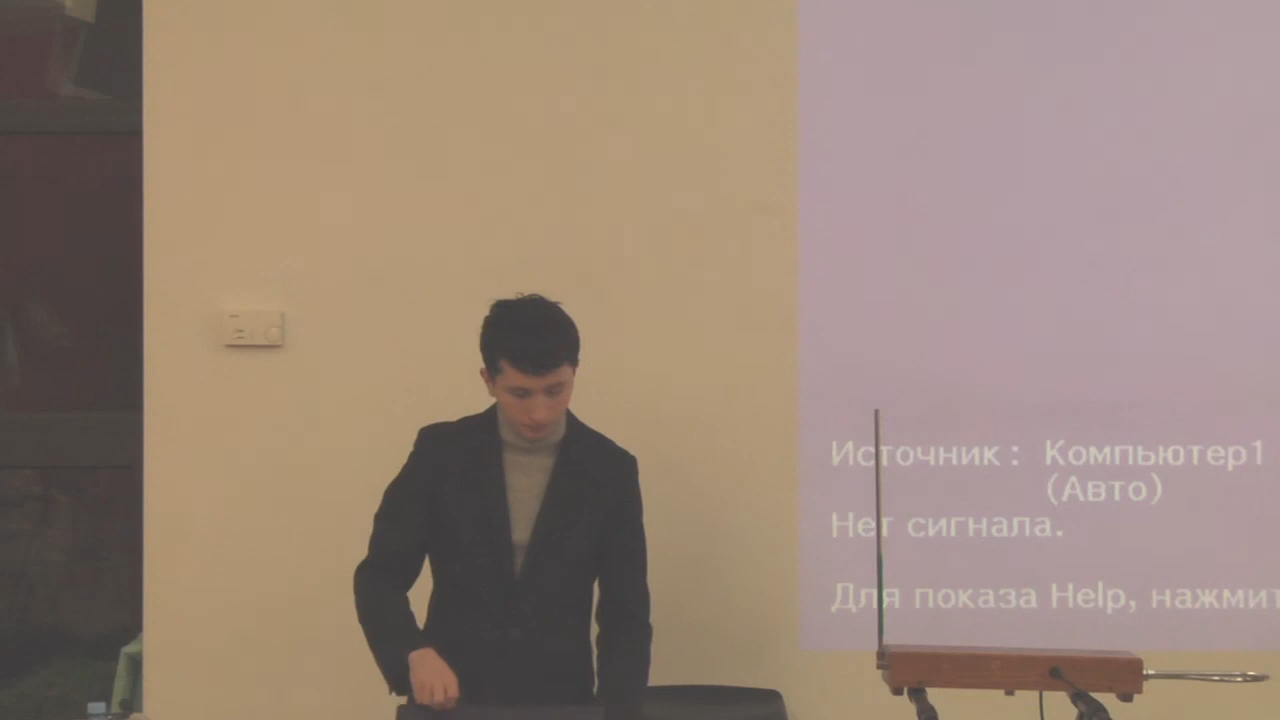 Источник: Компьютер1
(Авто)
Нет сигнала.
Для показа Help, нажмит